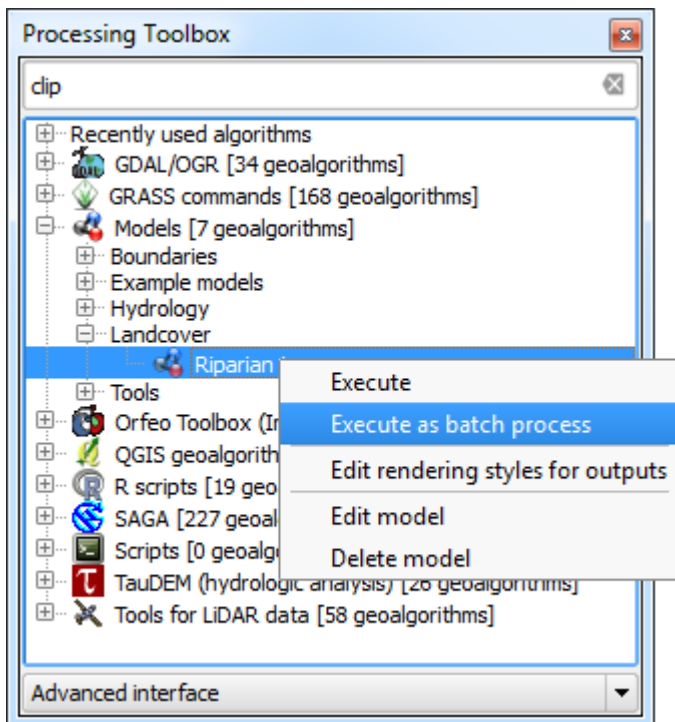 Processing Toolbox
clip
Recently used algorithms
GDAL/OGR [34 geoalgorithms]
GRASS commands [168 geoalgorithms]
Models [7 geoalgorithms]
Boundaries
Example models
Hydrology
Landcover
Riparian
Execute
Tools
Orfeo Toolbox (I
Execute as batch process
QGIS geoalgorith
Edit rendering styles for outputs
R scripts [19 geo
SAGA [227 geoal
Edit model
Scripts [0 geoalgo
Delete model
TauDEM (hydrologic analysis) [26 geoalgorithms]
Tools for LiDAR data [58 geoalgorithms]
Advanced interface